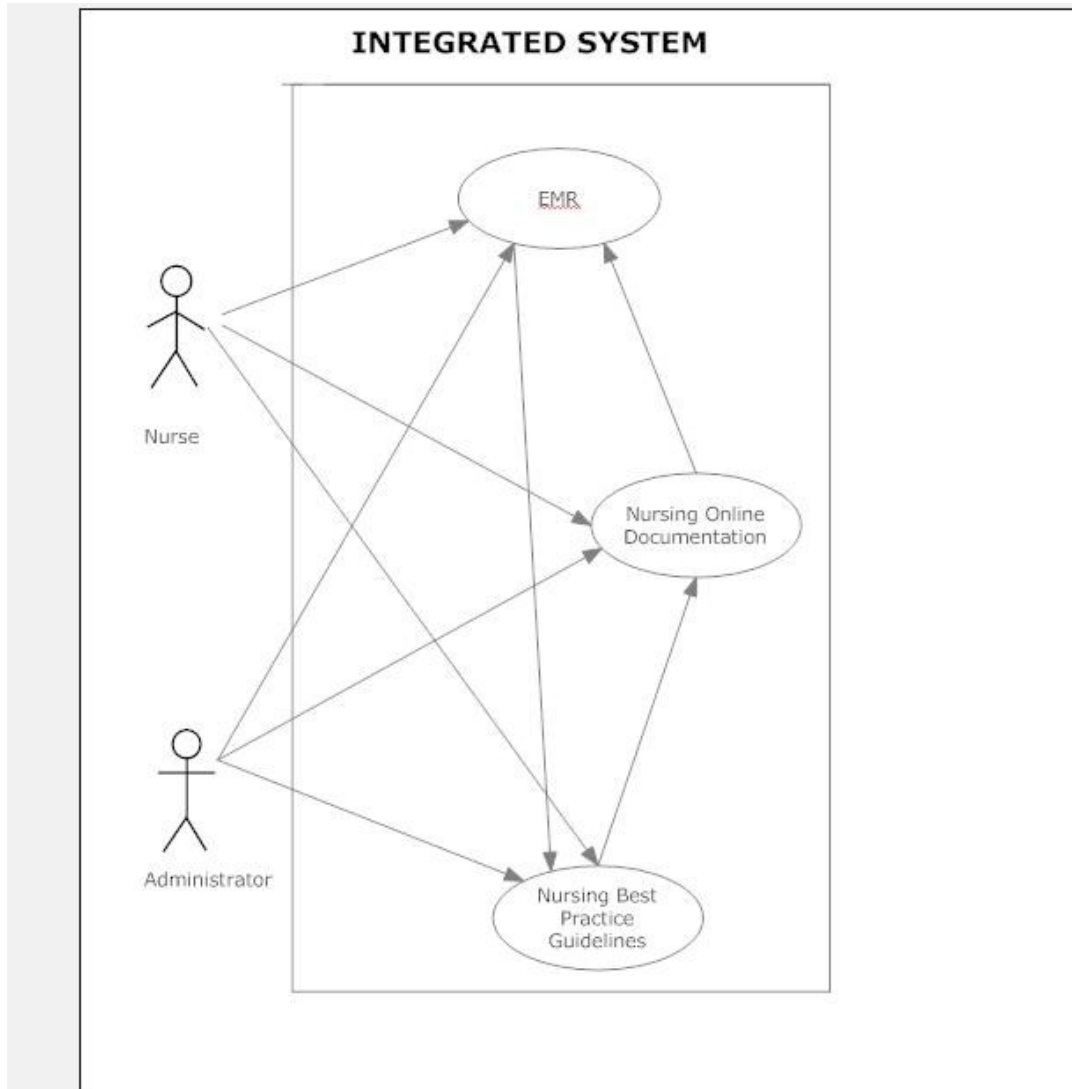 INTEGRATED SYSTEM
EMR
Nurse
Nursing Online
Documentation
Administrator
Nursing Best
Practice
Guidelines